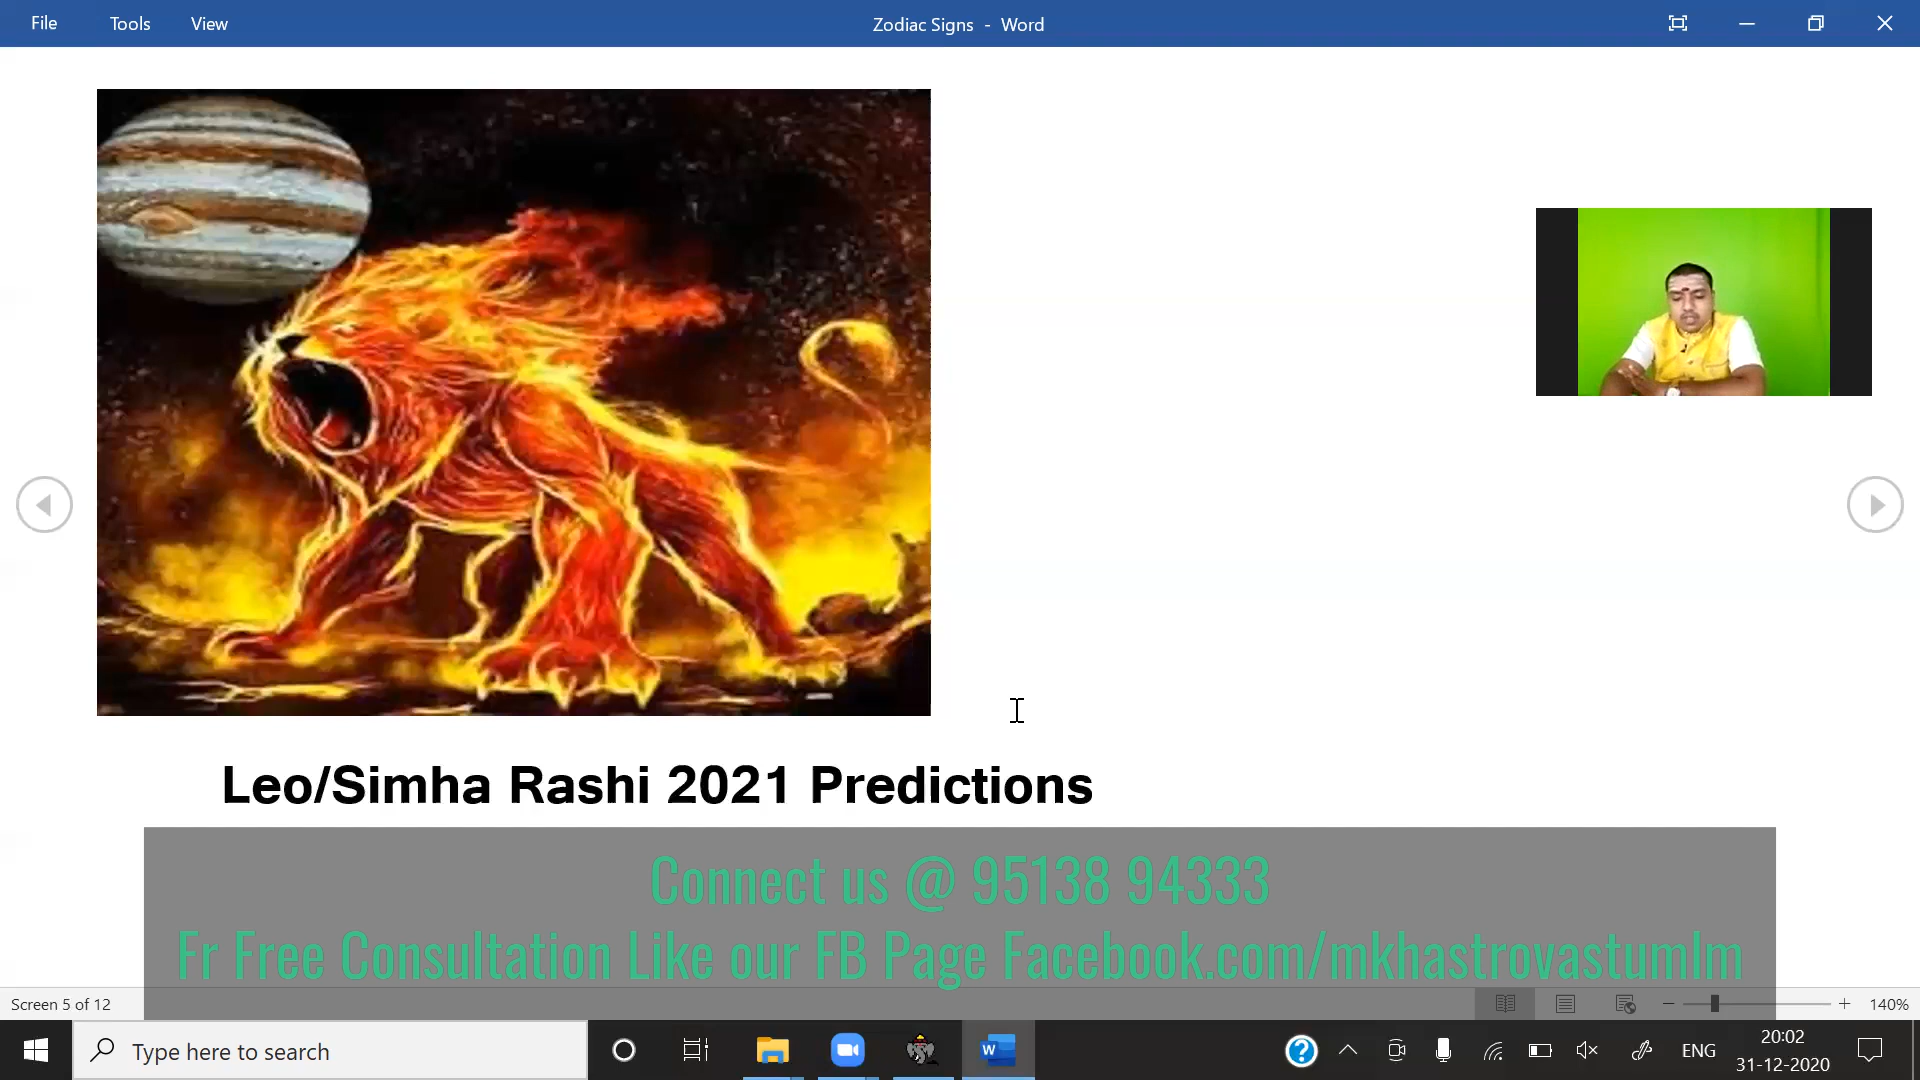 File Tools View Zodiac Signs - Word
Leo/Simha Rashi 2021 Predictions
Connect us @ 95138 94333
Fr Free Consultation Like our FB Page Facebook.com/mkhastrovastumlm
Screen 5 of 12 140%
Type here to search ENG 20:02
31-12-2020